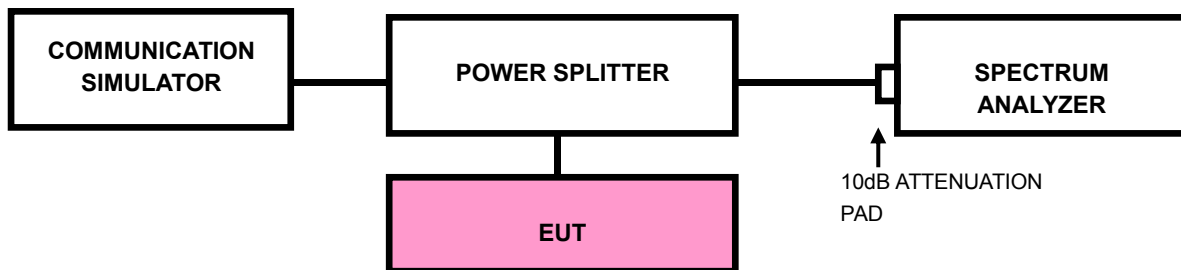 COMMUNICATION
SIMULATOR
POWER SPLITTER
SPECTRUM
ANALYZER
10dB ATTENUATION
PAD
EUT